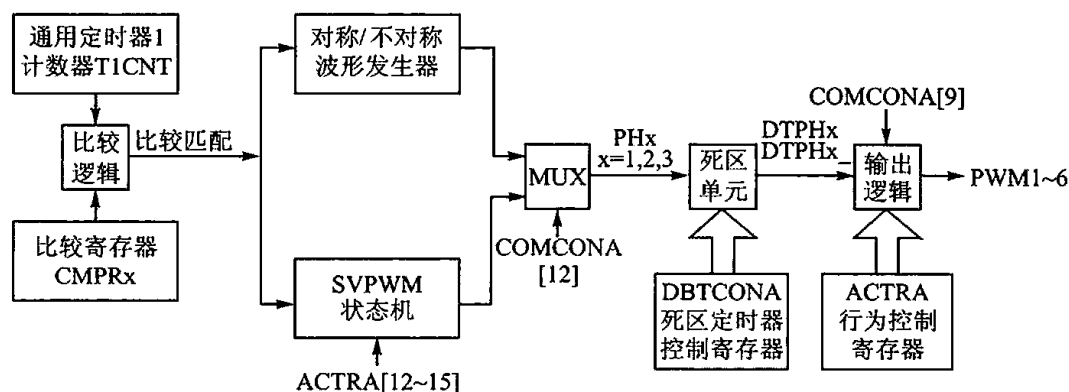 通用定时器1
计数器T1CNT
比较
逻辑
比较匹配
比较寄存器
CMPRx
对称/不对称
波形发生器
SVPWM
状态机
ACTRA[12~15]
MUX
COMCONA
[12]
PHx
x=1,2,3
死区
单元
DBTCONA
死区定时器
控制寄存器
DTPHx
DTPHx_
COMCONA[9]
输出
逻辑
ACTRA
行为控制
寄存器
PWM1~6